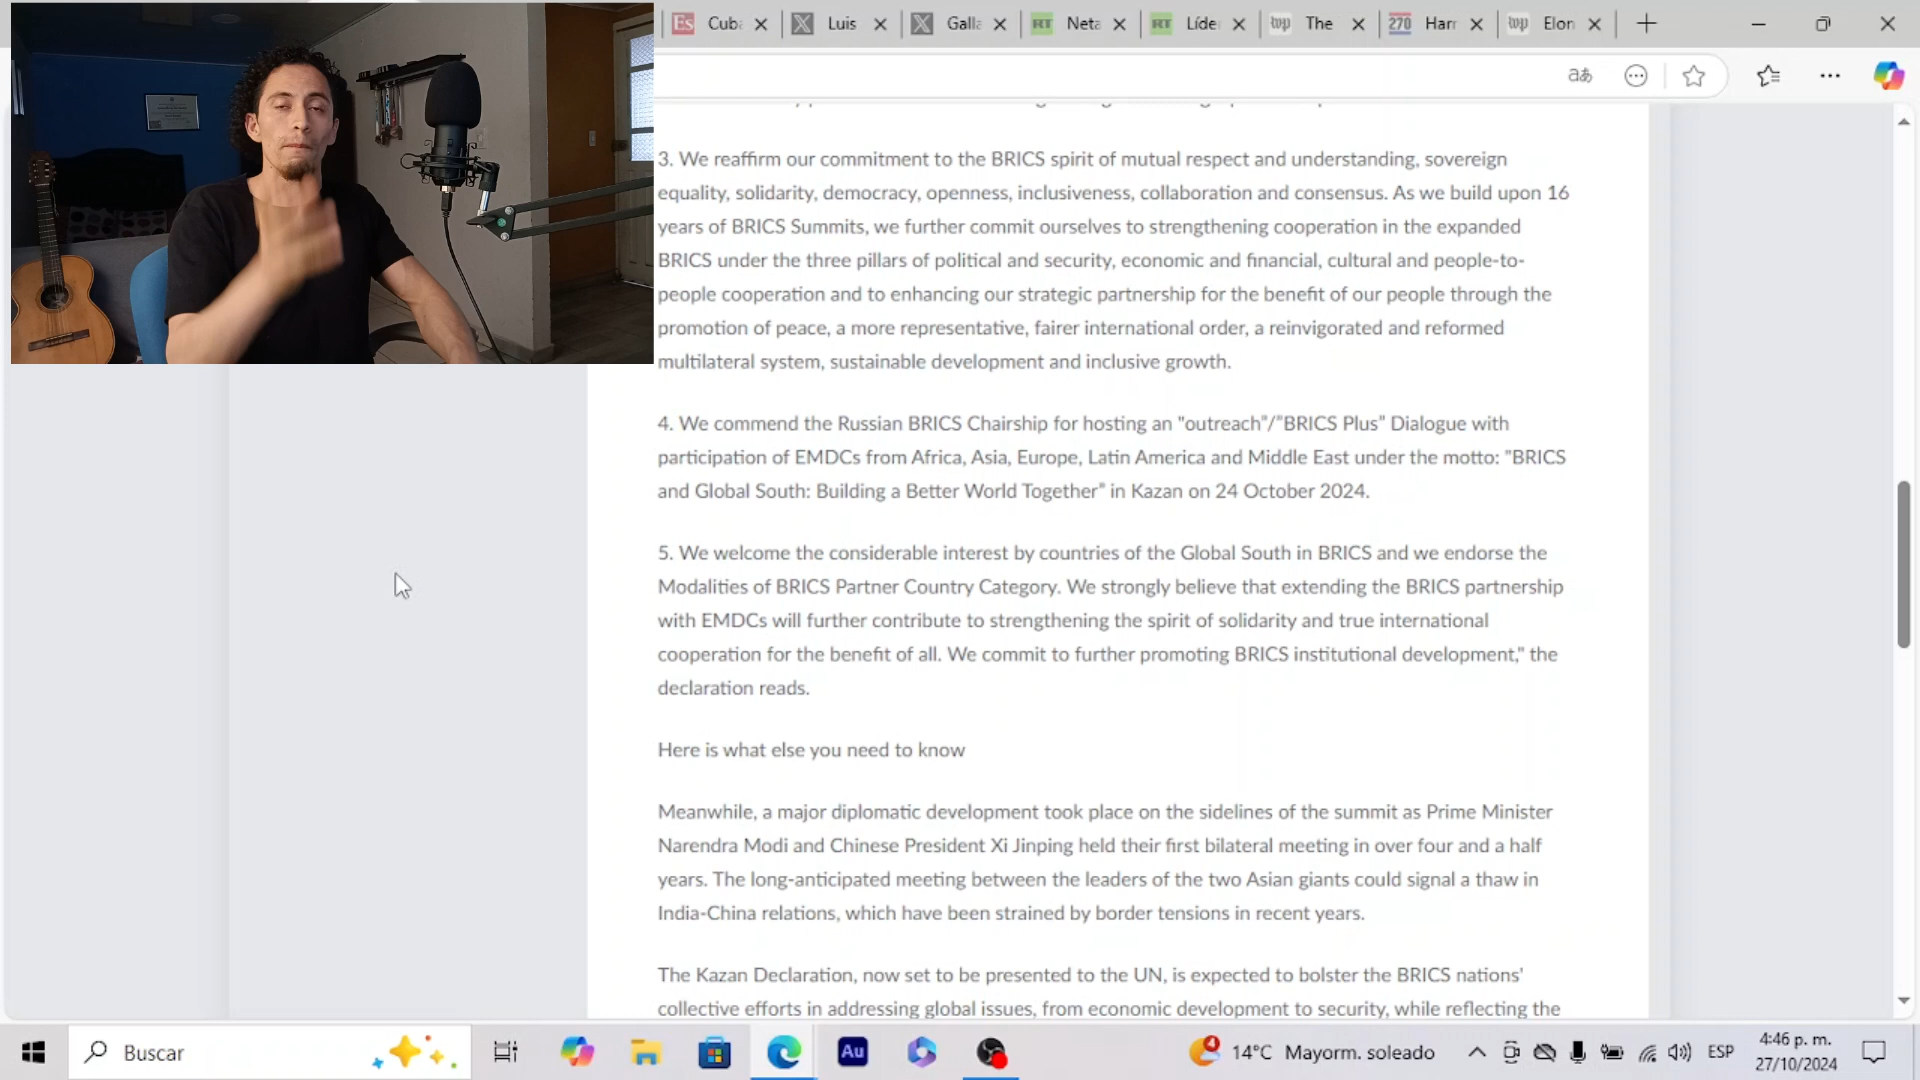 Cub
Luis
Galla
RT
Neta
RT
Líde
wp
The
270
Harr
wp
Elon
3. We reaffirm our commitment to the BRICS spirit of mutual respect and understanding, sovereign
equality, solidarity, democracy, openness, inclusiveness, collaboration and consensus. As we build upon 16
years of BRICS Summits, we further commit ourselves to strengthening cooperation in the expanded
BRICS under the three pillars of political and security, economic and financial, cultural and people-to-
people cooperation and to enhancing our strategic partnership for the benefit of our people through the
promotion of peace, a more representative, fairer international order, a reinvigorated and reformed
multilateral system, sustainable development and inclusive growth.
4. We commend the Russian BRICS Chairship for hosting an "outreach"/"BRICS Plus" Dialogue with
participation of EMDCs from Africa, Asia, Europe, Latin America and Middle East under the motto: "BRICS
and Global South: Building a Better World Together" in Kazan on 24 October 2024.
5. We welcome the considerable interest by countries of the Global South in BRICS and we endorse the
Modalities of BRICS Partner Country Category. We strongly believe that extending the BRICS partnership
with EMDCs will further contribute to strengthening the spirit of solidarity and true international
cooperation for the benefit of all. We commit to further promoting BRICS institutional development," the
declaration reads.
Here is what else you need to know
Meanwhile, a major diplomatic development took place on the sidelines of the summit as Prime Minister
Narendra Modi and Chinese President Xi Jinping held their first bilateral meeting in over four and a half
years. The long-anticipated meeting between the leaders of the two Asian giants could signal a thaw in
India-China relations, which have been strained by border tensions in recent years.
The Kazan Declaration, now set to be presented to the UN, is expected to bolster the BRICS nations'
collective efforts in addressing global issues, from economic development to security, while reflecting the
Buscar
Au
4
14°C Mayorm. soleado
ESP
4:46 p. m.
27/10/2024